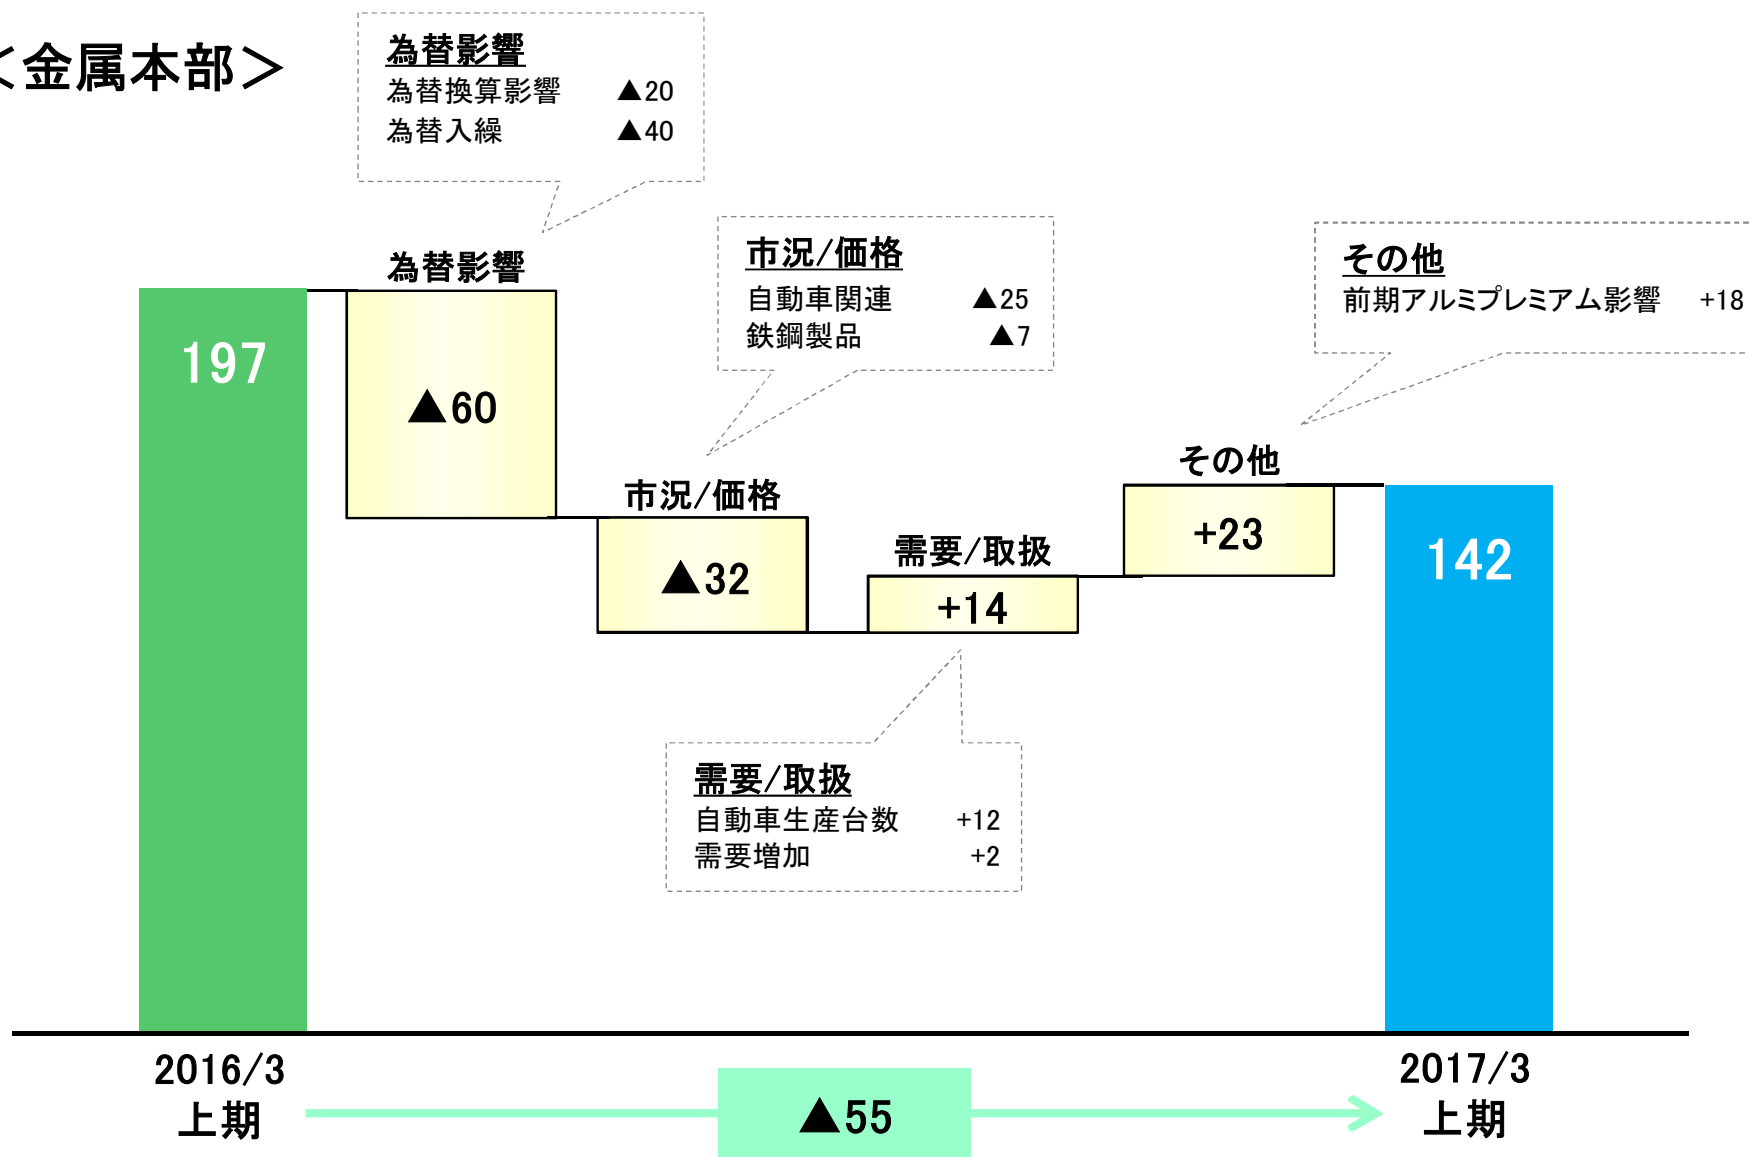 ＜金属本部＞
為替影響
為替換算影響 ▲20
為替入繰 ▲40
市況/価格
自動車関連 ▲25
鉄鋼製品 ▲7
その他
前期アルミプレミアム影響 +18
197
為替影響
▲60
市況/価格
▲32
需要/取扱
+14
その他
+23
142
需要/取扱
自動車生産台数 +12
需要増加 +2
2016/3
上期
▲55
2017/3
上期